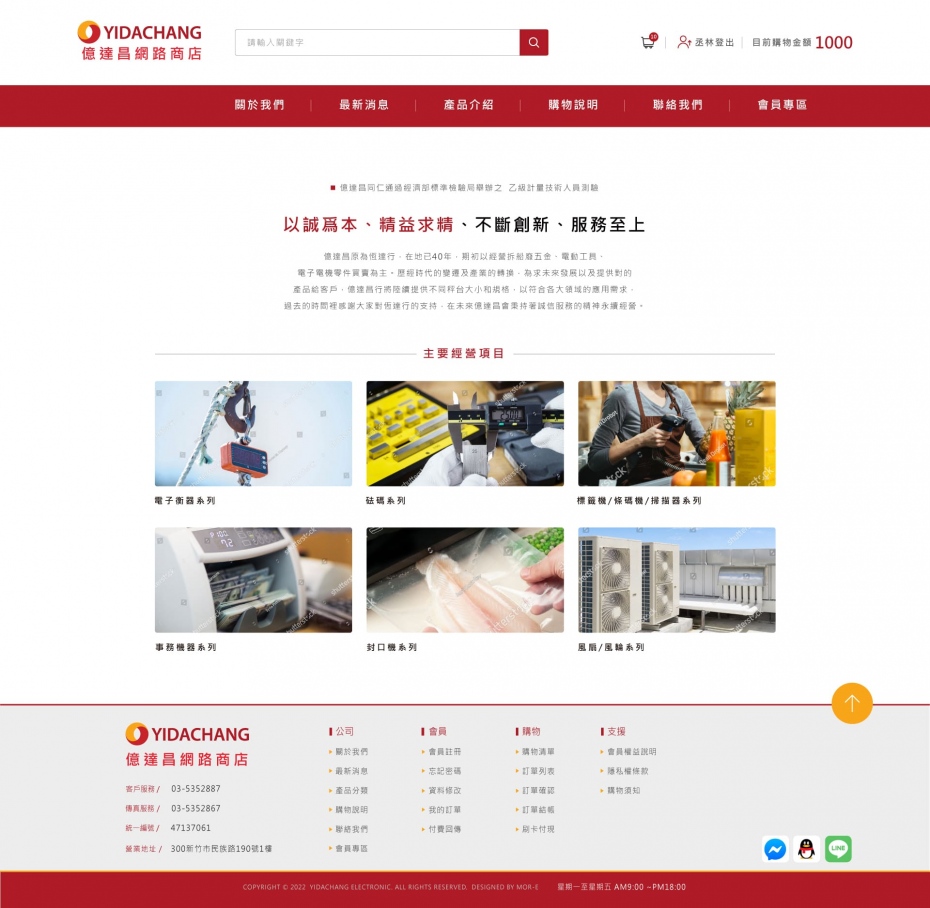 YIDACHANG
億達昌網路商店
請輸入關鍵字
丞林登出
目前購物金額 1000
關於我們
最新消息
產品介紹
購物說明
聯絡我們
會員專區
億達昌同仁通過經濟部標準檢驗局舉辦之 乙級計量技術人員測驗
以誠爲本、精益求精、不斷創新、服務至上
億達昌原為恆達行，在地已40年，期初以經營拆船廢五金、電動工具、
電子電機零件買賣為主。歷經時代的變遷及產業的轉換，為求未來發展以及提供對的
產品給客戶，億達昌行將陸續提供不同秤台大小和規格，以符合各大領域的應用需求，
過去的時間裡感謝大家對恆達行的支持，在未來億達昌會秉持著誠信服務的精神永續經營。
主要經營項目
電子衡器系列
砝碼系列
標籤機/條碼機/掃描器系列
事務機器系列
封口機系列
風扇/風輪系列
YIDACHANG
億達昌網路商店
客戶服務 / 03-5352887
傳真服務 / 03-5352867
統一編號 / 47137061
營業地址 / 300新竹市民族路190號1樓
公司
關於我們
最新消息
產品分類
購物說明
聯絡我們
會員專區
會員
會員註冊
忘記密碼
資料修改
我的訂單
付費回傳
購物
購物清單
訂單列表
訂單確認
訂單結帳
刷卡付現
支援
會員權益說明
隱私權條款
購物須知
LINE
COPYRIGHT © 2022 YIDACHANG ELECTRONIC. ALL RIGHTS RESERVED. DESIGNED BY MOR-E
星期一至星期五 AM9:00 ~PM18:00